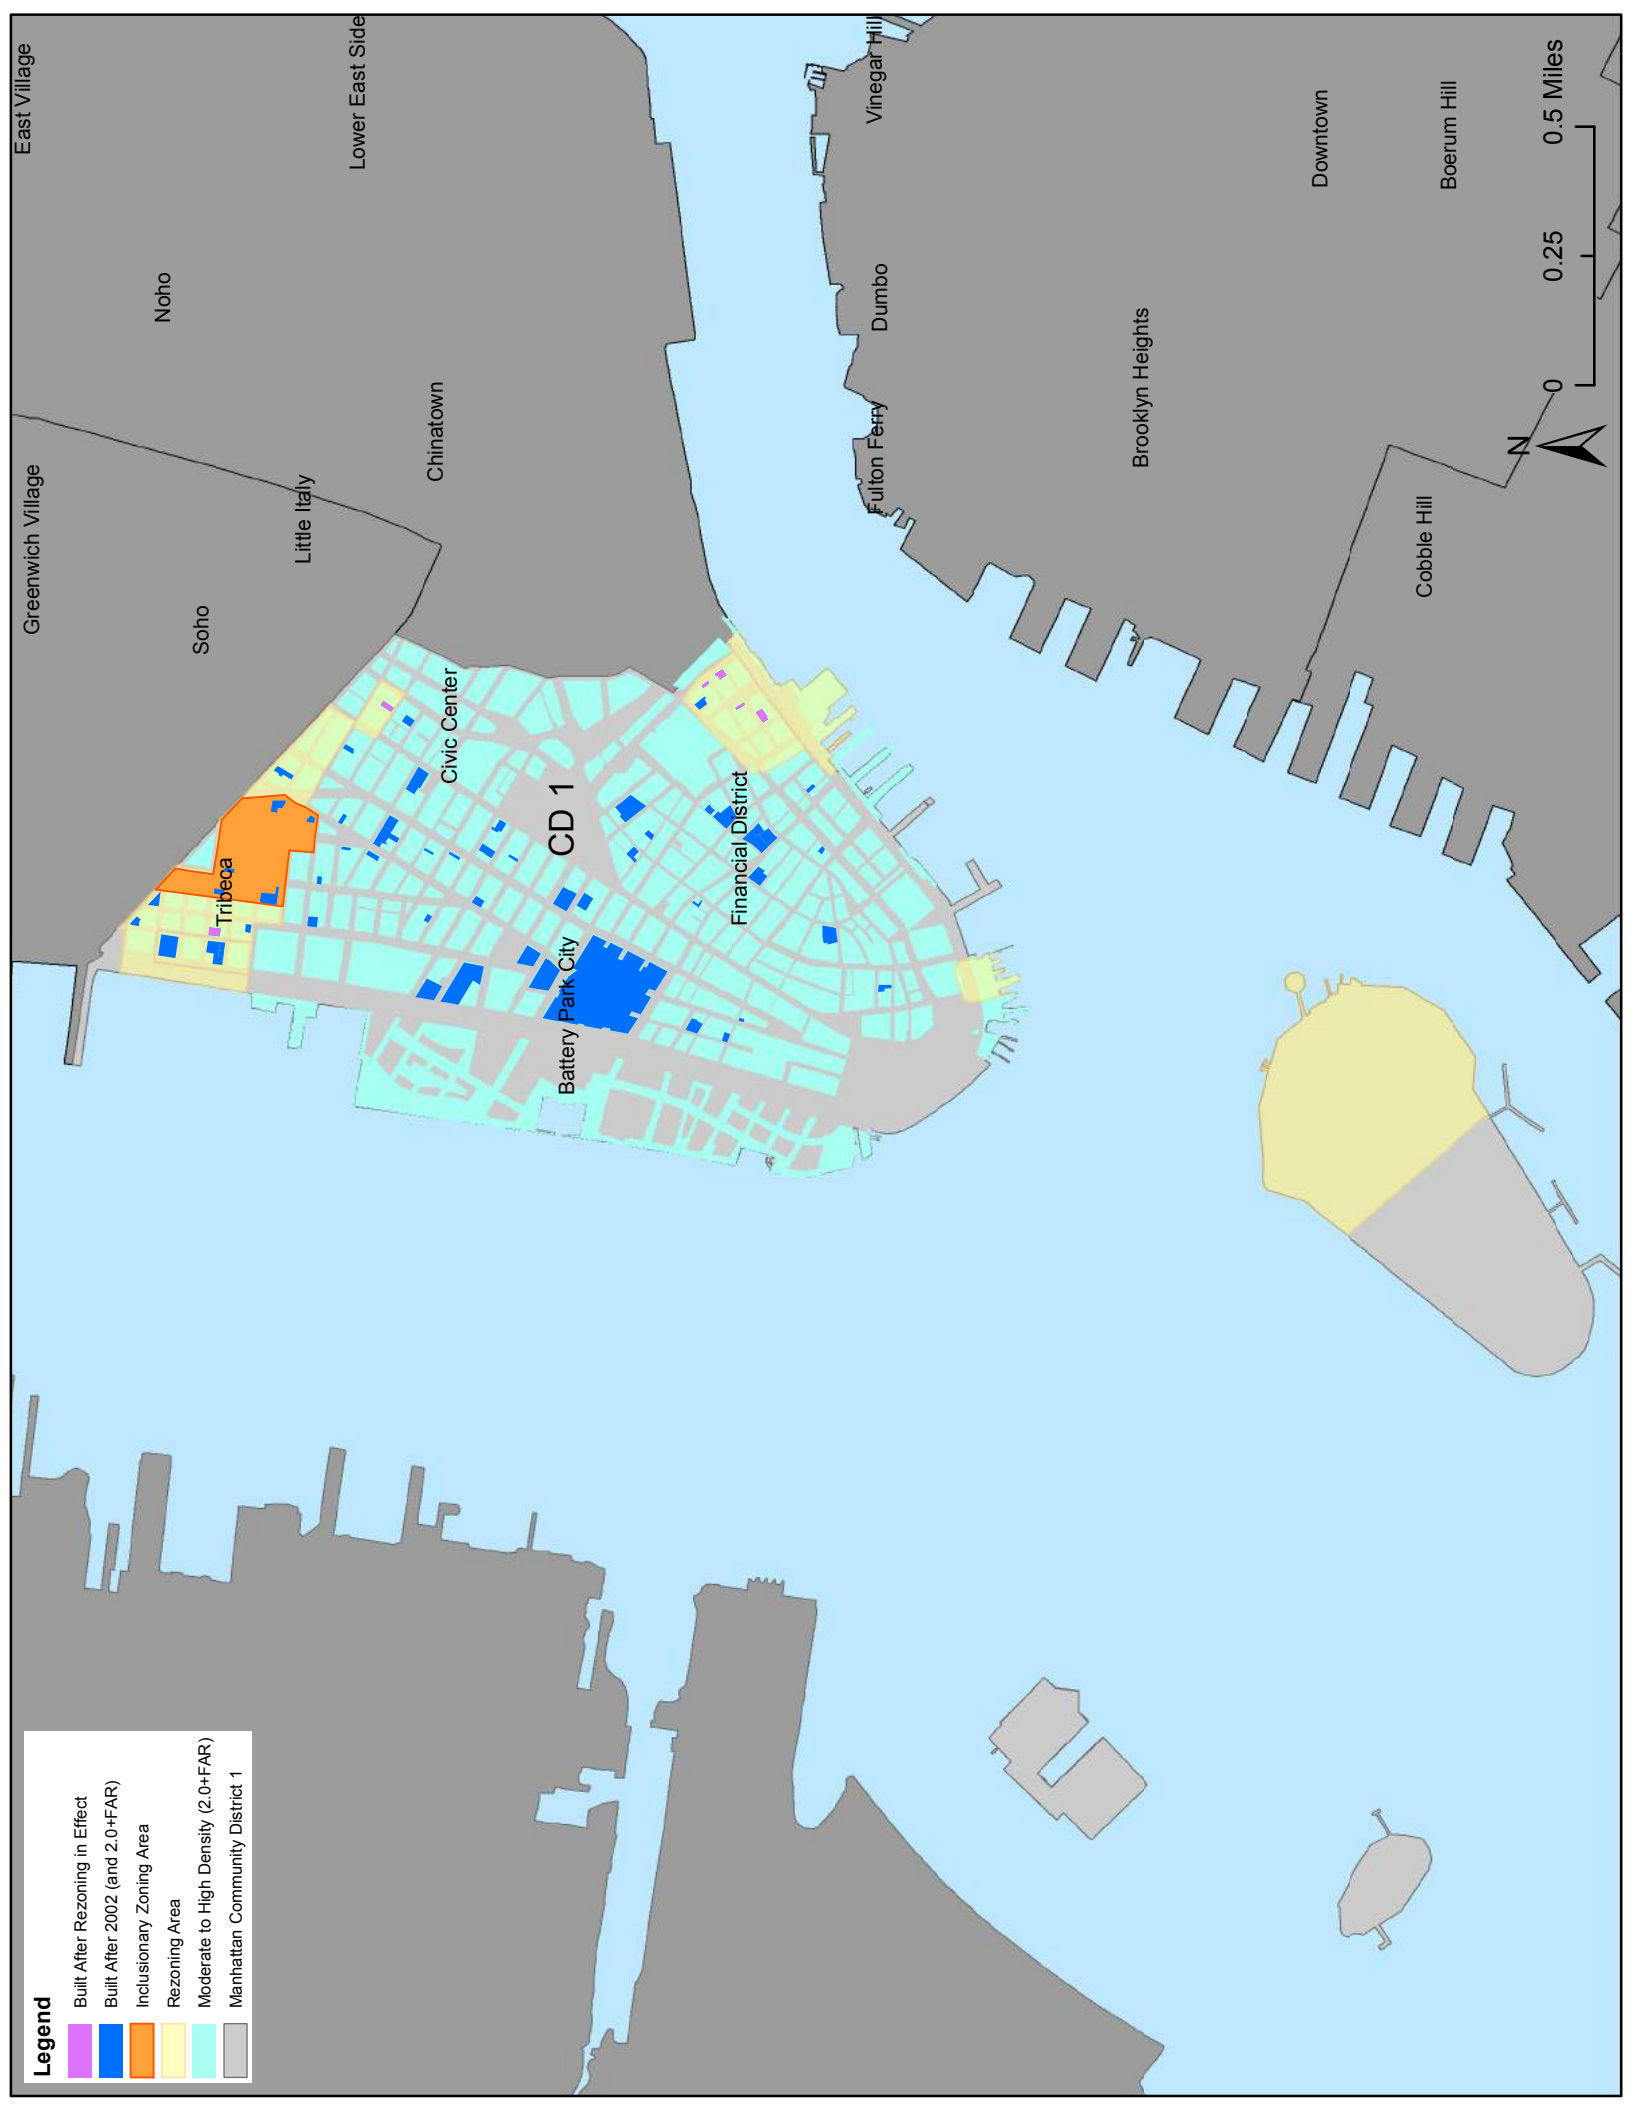 Legend
Built After Rezoning in Effect
Built After 2002 (and 2.0+FAR)
Inclusionary Zoning Area
Rezoning Area
Moderate to High Density (2.0+FAR)
Manhattan Community District 1
Greenwich Village
East Village
Soho
Noho
Little Italy
Lower East Side
Chinatown
Tribeca
Civic Center
CD 1
Battery Park City
Financial District
Fulton Ferry
Dumbo
Vinegar Hill
Brooklyn Heights
Downtown
Cobble Hill
Boerum Hill
N
0 0.25 0.5 Miles